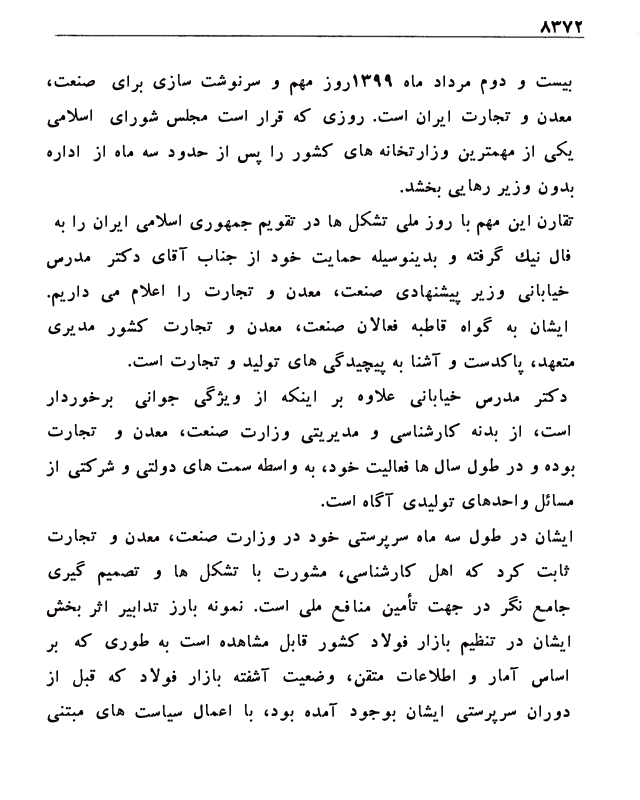 ۸۳۷۲
بیست و دوم مرداد ماه ۱۳۹۹روز مهم و سرنوشت سازی برای صنعت،
معدن و تجارت ایران است. روزی که قرار است مجلس شورای اسلامی
یکی از مهمترین وزارتخانه های کشور را پس از حدود سه ماه از اداره
بدون وزیر رهایی بخشد.
تقارن این مهم با روز ملی تشکل ها در تقویم جمهوری اسلامی ایران را به
فال نیك گرفته و بدینوسیله حمایت خود از جناب آقای دکتر مدرس
خیابانی وزیر پیشنهادی صنعت، معدن و تجارت را اعلام می داریم.
ایشان به گواه قاطبه فعالان صنعت، معدن و تجارت کشور مدیری
متعهد، پاکدست و آشنا به پیچیدگی های تولید و تجارت است.
دکتر مدرس خیابانی علاوه بر اینکه از ویژگی جوانی برخوردار
است، از بدنه کارشناسی و مدیریتی وزارت صنعت، معدن و تجارت
بوده و در طول سال ها فعالیت خود، به واسطه سمت های دولتی و شرکتی از
مسائل واحدهای تولیدی آگاه است.
ایشان در طول سه ماه سرپرستی خود در وزارت صنعت، معدن و تجارت
ثابت کرد که اهل کارشناسی، مشورت با تشکل ها و تصمیم گیری
جامع نگر در جهت تأمین منافع ملی است. نمونه بارز تدابیر اثر بخش
ایشان در تنظیم بازار فولاد کشور قابل مشاهده است به طوری که بر
اساس آمار و اطلاعات متقن، وضعیت آشفته بازار فولاد که قبل از
دوران سرپرستی ایشان بوجود آمده بود، با اعمال سیاست های مبتنی